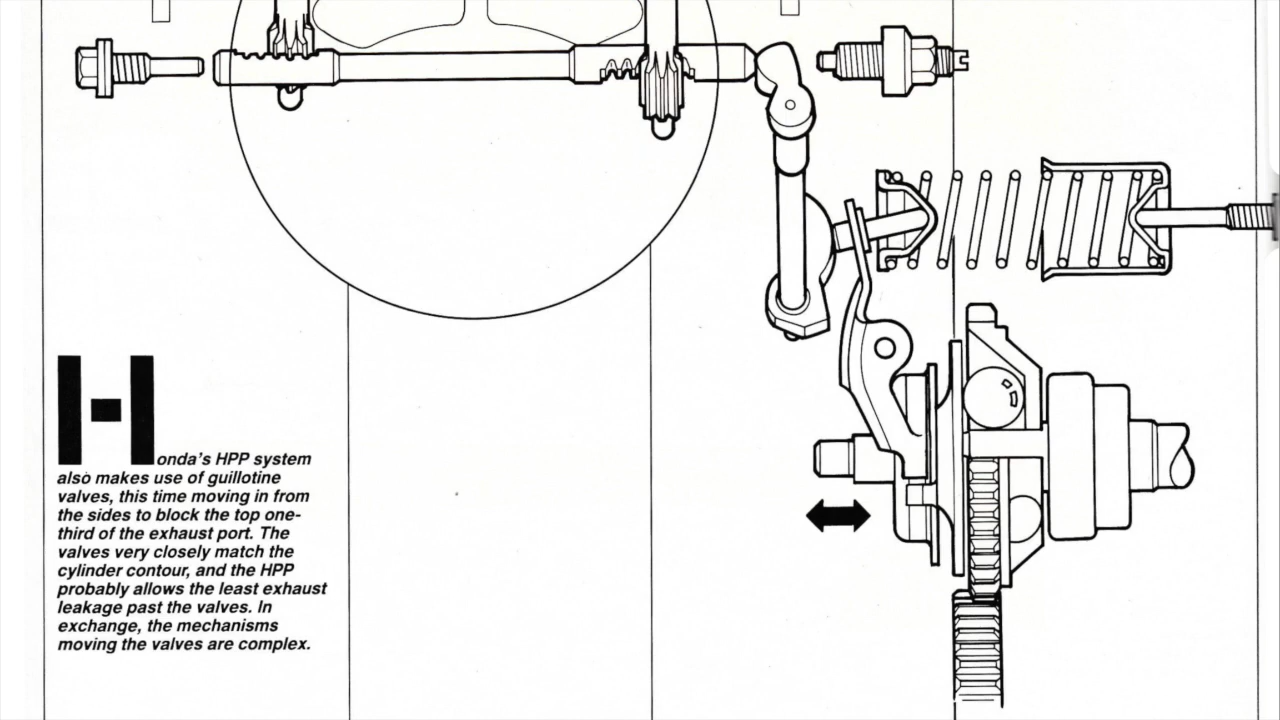 Honda's HPP system
also makes use of guillotine
valves, this time moving in from
the sides to block the top one-
third of the exhaust port. The
valves very closely match the
cylinder contour, and the HPP
probably allows the least exhaust
leakage past the valves. In
exchange, the mechanisms
moving the valves are complex.